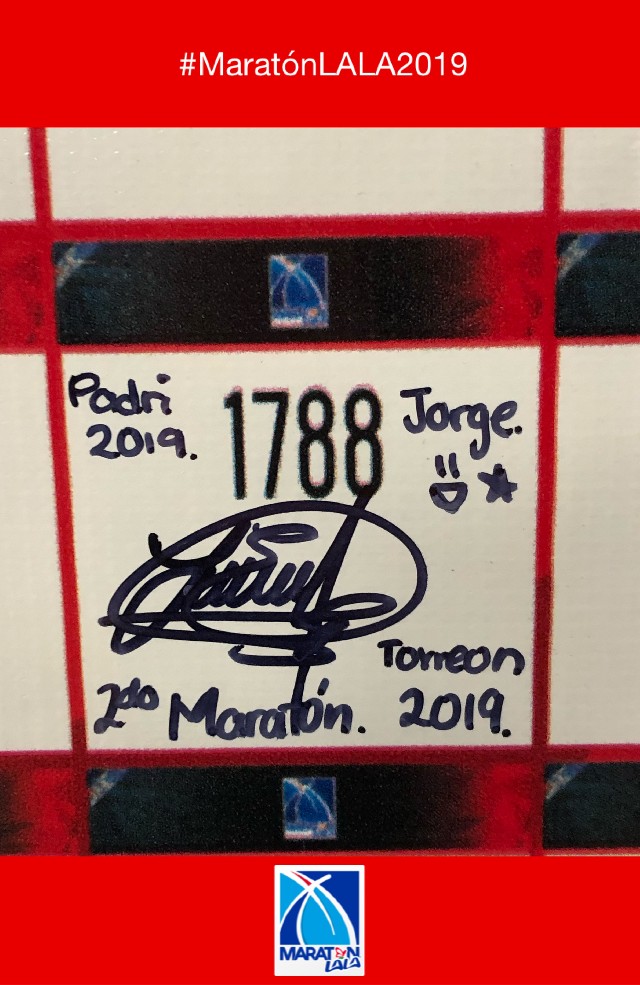 #MaratónLALA2019
Padri
2019.
1788
Jorge.
2do Maratón.
Torreon
2019.
MARATÓN
LALA